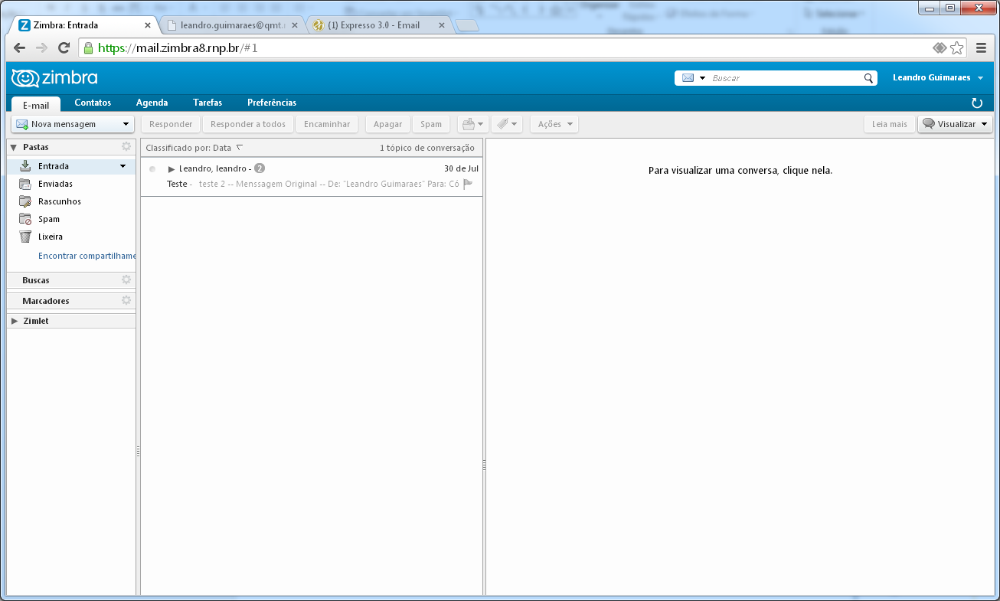 Zimbra: Entrada
leandro.guimaraes@qmt.r
(1) Expresso 3.0 - Email
https://mail.zimbra8.rnp.br/#1
zimbra
Buscar
Leandro Guimaraes
E-mail Contatos Agenda Tarefas Preferências
Nova mensagem Responder Responder a todos Encaminhar Apagar Spam Ações Leia mais Visualizar
Pastas
Entrada
Enviadas
Rascunhos
Spam
Lixeira
Encontrar compartilhame
Buscas
Marcadores
Zimlet
Classificado por: Data 1 tópico de conversação
Leandro, leandro - 2 30 de Jul
Teste - teste 2 -- Menssagem Original -- De: "Leandro Guimaraes" Para: Có
Para visualizar uma conversa, clique nela.